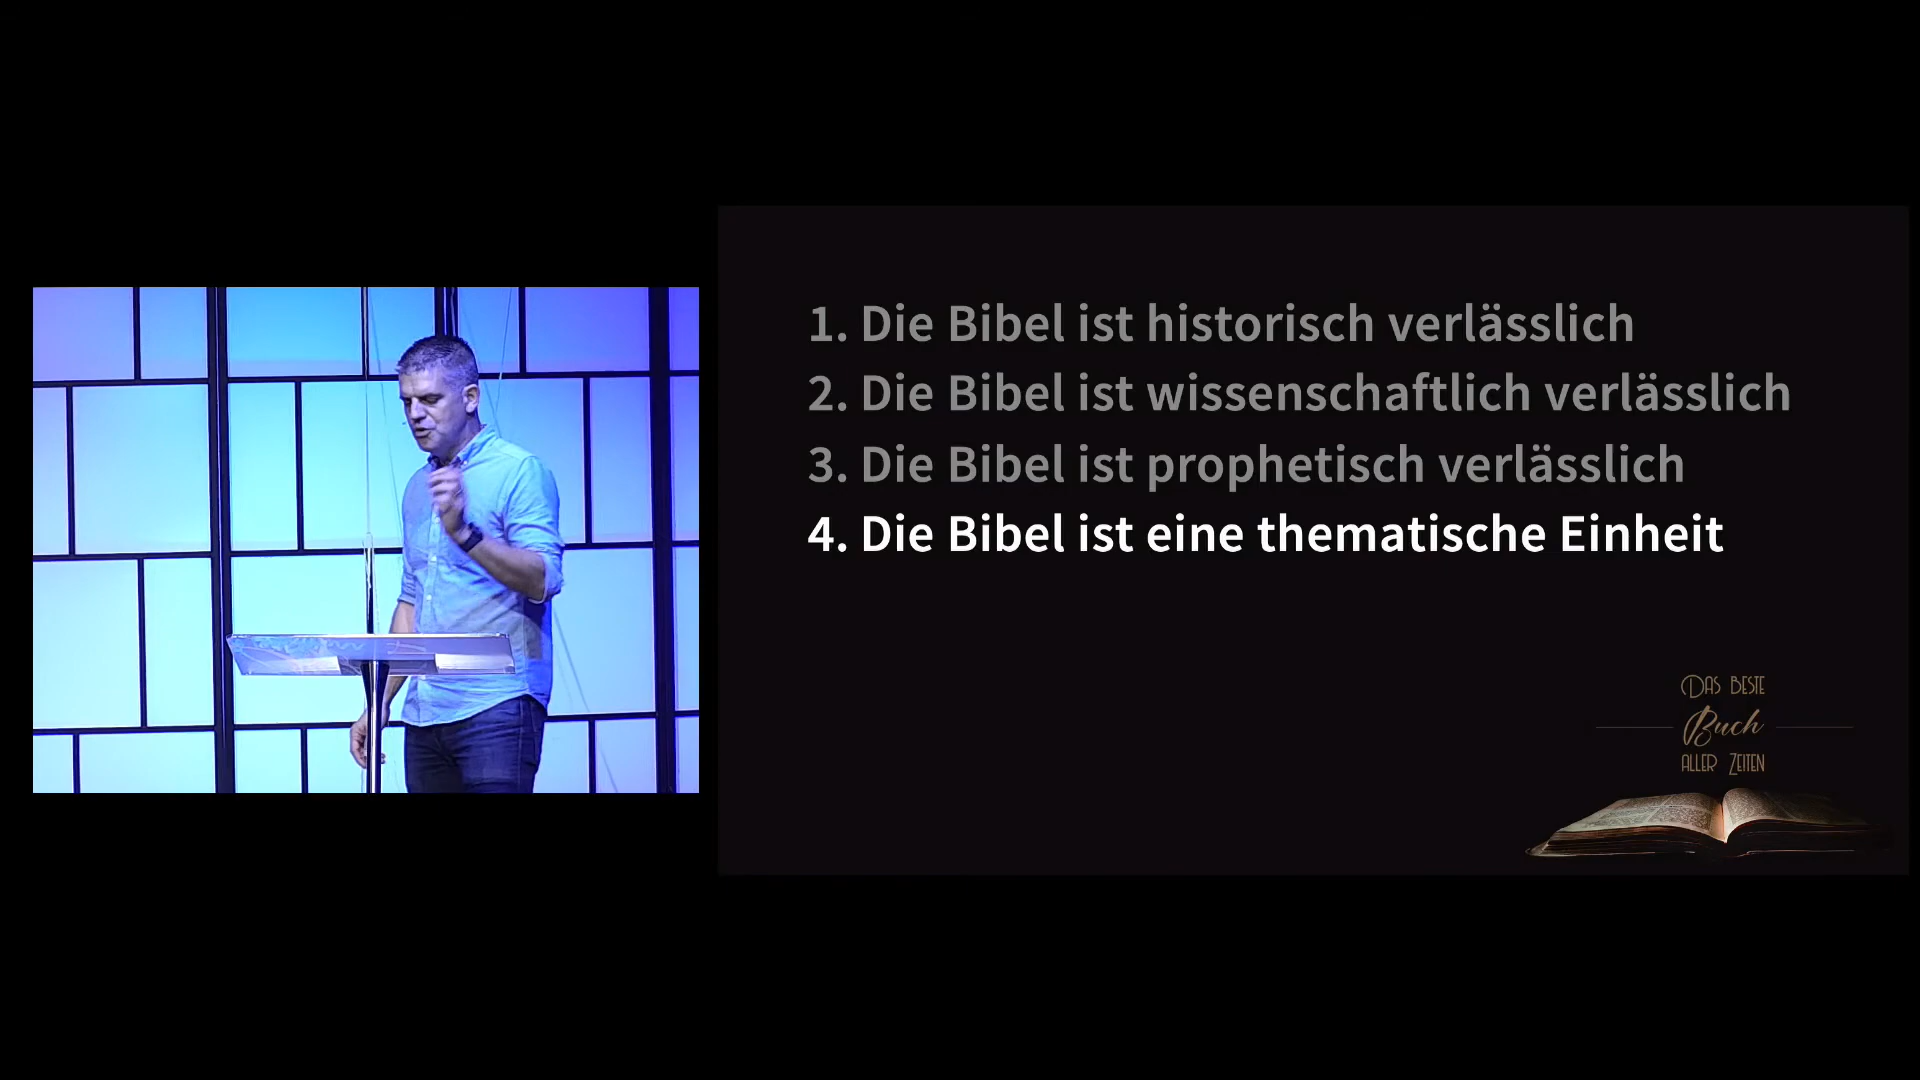 1. Die Bibel ist historisch verlässlich
2. Die Bibel ist wissenschaftlich verlässlich
3. Die Bibel ist prophetisch verlässlich
4. Die Bibel ist eine thematische Einheit
Das beste
Buch
aller Zeiten